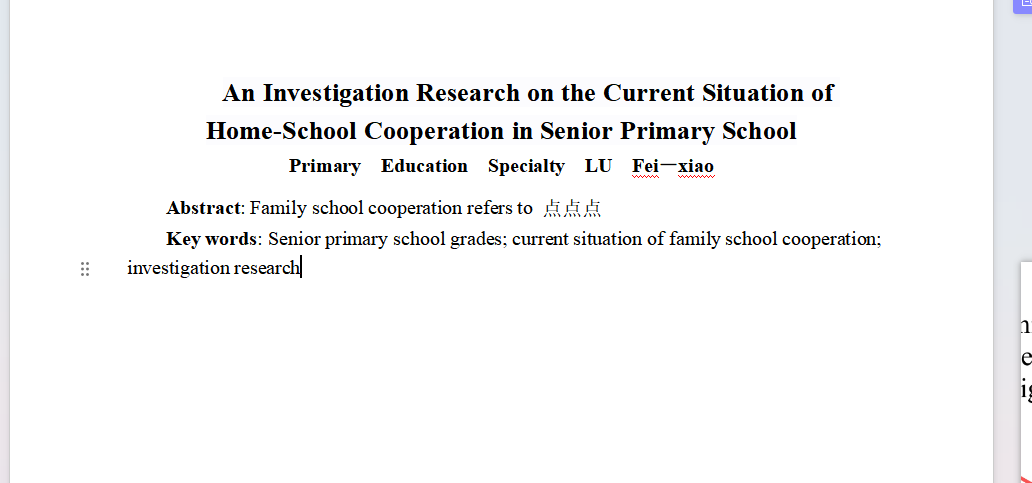 An Investigation Research on the Current Situation of
Home-School Cooperation in Senior Primary School
Primary Education Specialty LU Fei一xiao
Abstract: Family school cooperation refers to 点点点
Key words: Senior primary school grades; current situation of family school cooperation;
investigation research